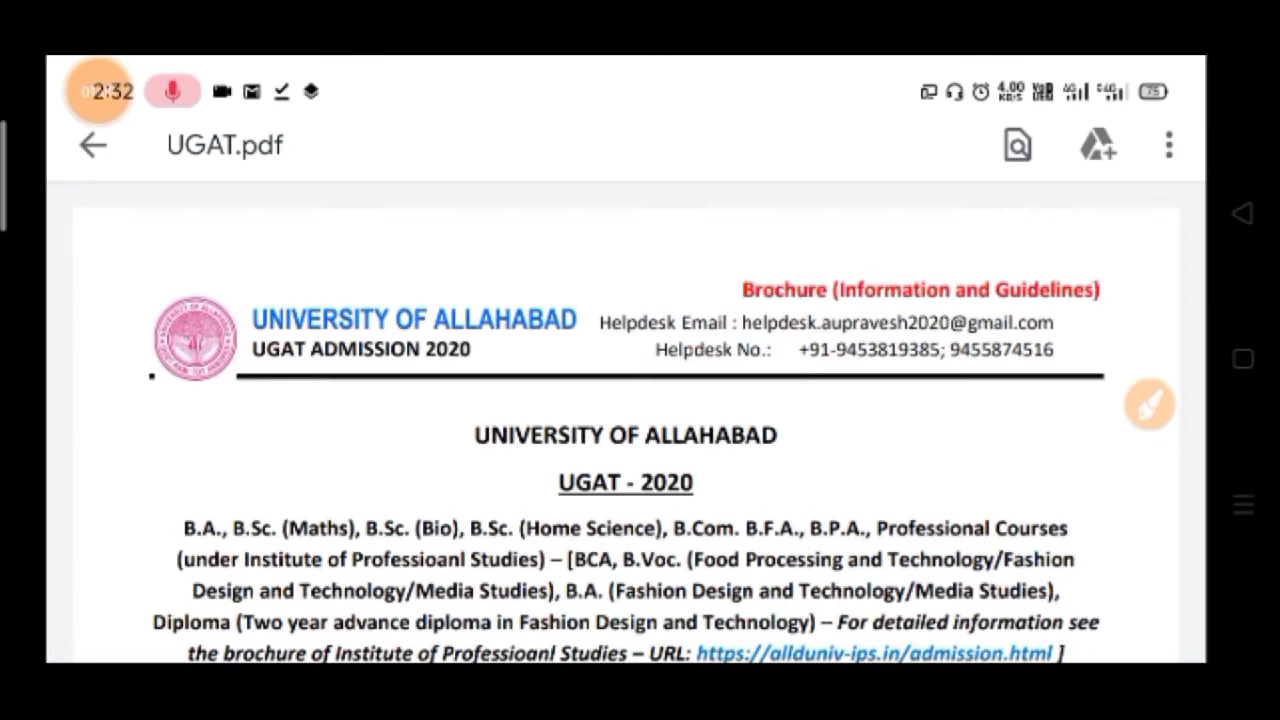 2:32
4.00
KB/S
75
UGAT.pdf
Brochure (Information and Guidelines)
UNIVERSITY OF ALLAHABAD
Helpdesk Email : helpdesk.aupravesh2020@gmail.com
UGAT ADMISSION 2020
Helpdesk No.: +91-9453819385; 9455874516
UNIVERSITY OF ALLAHABAD
UGAT - 2020
B.A., B.Sc. (Maths), B.Sc. (Bio), B.Sc. (Home Science), B.Com. B.F.A., B.P.A., Professional Courses
(under Institute of Professioanl Studies) – [BCA, B.Voc. (Food Processing and Technology/Fashion
Design and Technology/Media Studies), B.A. (Fashion Design and Technology/Media Studies),
Diploma (Two year advance diploma in Fashion Design and Technology) – For detailed information see
the brochure of Institute of Professioanl Studies – URL: https://allduniv-ips.in/admission.html ]